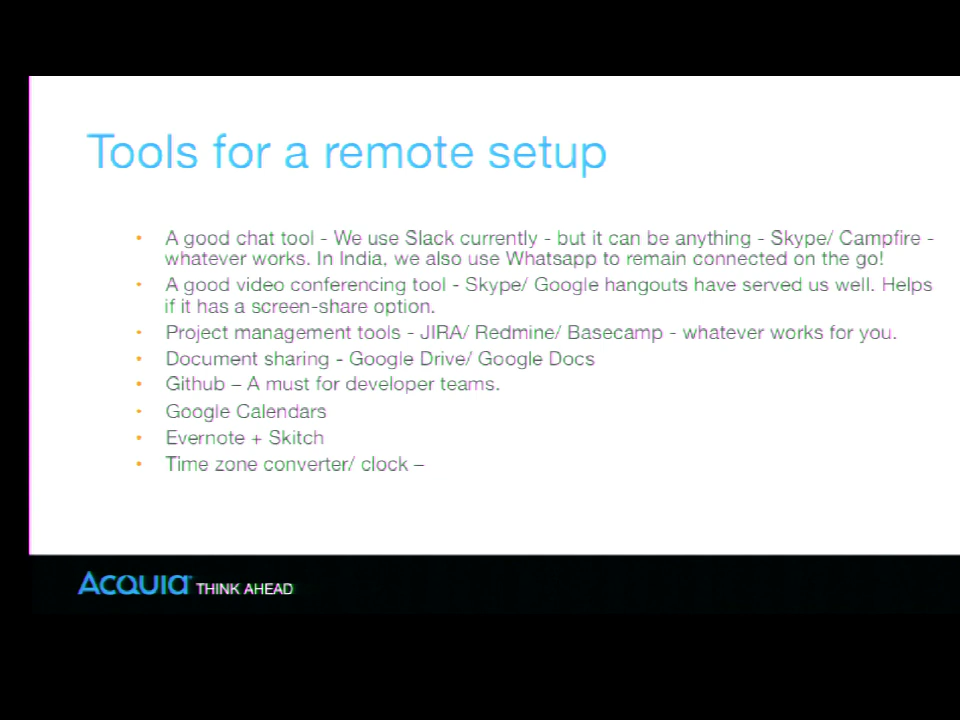 Tools for a remote setup
• A good chat tool - We use Slack currently - but it can be anything - Skype/ Campfire -
whatever works. In India, we also use Whatsapp to remain connected on the go!
• A good video conferencing tool - Skype/ Google hangouts have served us well. Helps
if it has a screen-share option.
• Project management tools - JIRA/ Redmine/ Basecamp - whatever works for you.
• Document sharing - Google Drive/ Google Docs
• Github – A must for developer teams.
• Google Calendars
• Evernote + Skitch
• Time zone converter/ clock –
ACQUIA THINK AHEAD